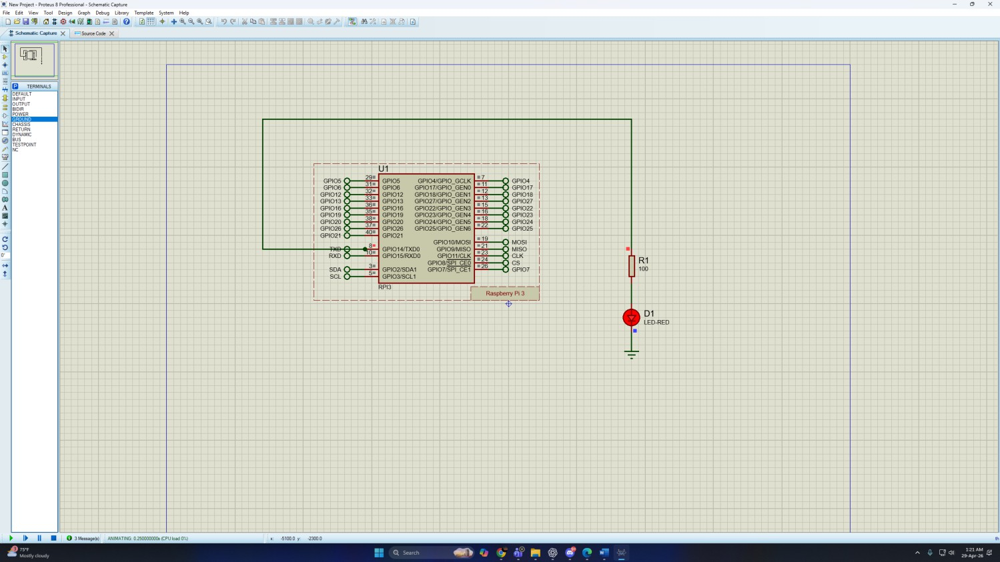 New Project - Proteus 8 Professional - Schematic Capture
File Edit View Tool Design Graph Debug Library Template System Help
Schematic Capture
Source Code
P TERMINALS
DEFAULT
INPUT
OUTPUT
BIDIR
POWER
GROUND
CHASSIS
RETURN
DYNAMIC
BUS
TESTPOINT
NC
U1
GPIO5 29 GPIO5 GPIO4/GPIO_GCLK 7 GPIO4
GPIO6 31 GPIO6 GPIO17/GPIO_GEN0 11 GPIO17
GPIO12 32 GPIO12 GPIO18/GPIO_GEN1 12 GPIO18
GPIO13 33 GPIO13 GPIO27/GPIO_GEN2 13 GPIO27
GPIO16 36 GPIO16 GPIO22/GPIO_GEN3 15 GPIO22
GPIO19 35 GPIO19 GPIO23/GPIO_GEN4 16 GPIO23
GPIO20 38 GPIO20 GPIO24/GPIO_GEN5 18 GPIO24
GPIO26 37 GPIO26 GPIO25/GPIO_GEN6 22 GPIO25
GPIO21 40 GPIO21
GPIO10/MOSI 19 MOSI
TXD 8 GPIO14/TXD0 GPIO9/MISO 21 MISO
RXD 10 GPIO15/RXD0 GPIO11/CLK 23 CLK
GPIO8/SPI_CE0 24 CS
SDA 3 GPIO2/SDA1 GPIO7/SPI_CE1 26 GPIO7
SCL 5 GPIO3/SCL1
RPI3
Raspberry Pi 3
R1
100
D1
LED-RED
0°
3 Message(s) ANIMATING: 0.250000000s (CPU load 0%) x: -5100.0 y: -2300.0 th
75°F
Mostly cloudy
Search
1:21 AM
29-Apr-26